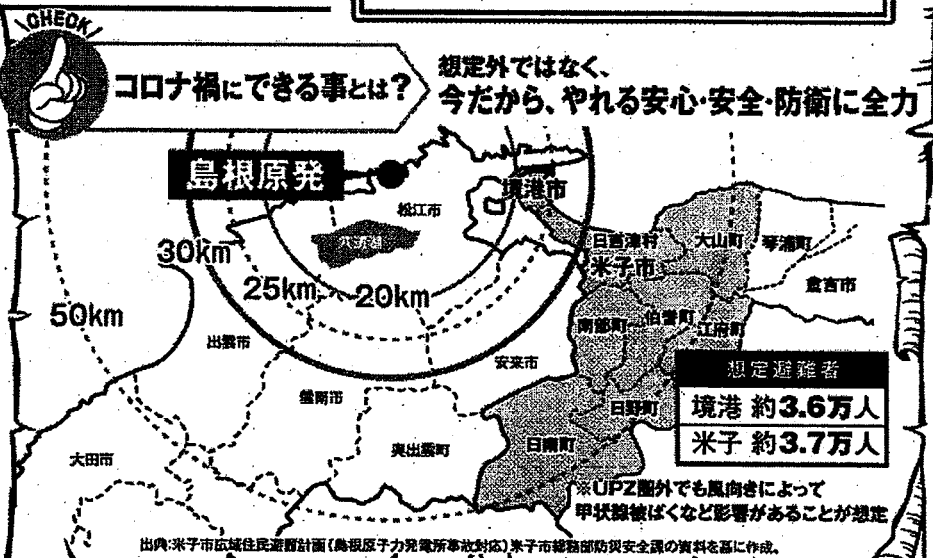 CHECK
コロナ禍にできる事とは？
想定外ではなく、
今だから、やれる安心・安全・防衛に全力
島根原発
境港市
松江市
日吉津村
大山町
琴浦町
米子市
倉吉市
30km
25km
20km
50km
南部町
伯耆町
江府町
出雲市
安来市
想定避難者
雲南市
境港 約3.6万人
日野町
米子 約3.7万人
奥出雲町
日南町
大田市
※UPZ圏外でも風向きによって
甲状線被ばくなど影響があることが想定
出典:米子市広域住民避難計画(島根原子力発電所事故対応)米子市総務部防災安全課の資料を基に作成。